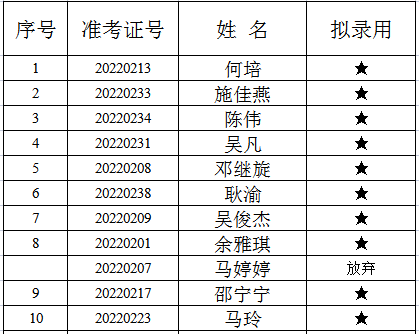 序号 准考证号 姓 名 拟录用
1 20220213 何培 ★
2 20220233 施佳燕 ★
3 20220234 陈伟 ★
4 20220231 吴凡 ★
5 20220208 邓继旋 ★
6 20220238 耿渝 ★
7 20220209 吴俊杰 ★
8 20220201 余雅琪 ★
20220207 马婷婷 放弃
9 20220217 邵宁宁 ★
10 20220223 马玲 ★